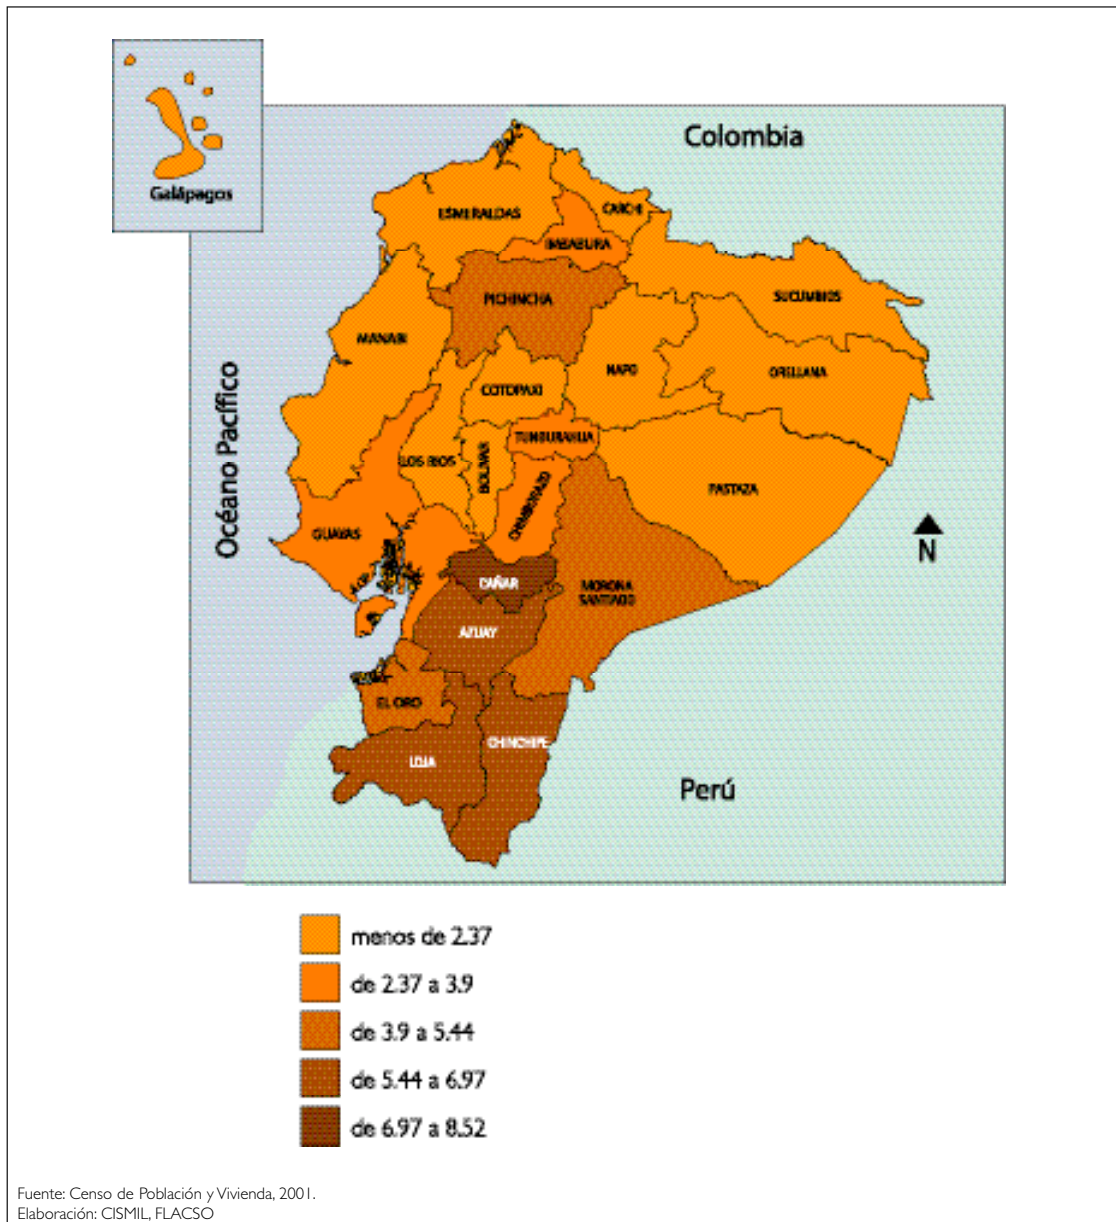 Galápagos
Colombia
ESMERALDAS
CARCHI
IMBABURA
PICHINCHA
SUCUMBIOS
MANABI
NAPO
ORELLANA
COTOPAXI
TUNGURAHUA
LOS RIOS
BOLIVAR
PASTAZA
CHIMBORAZO
GUAYAS
Océano Pacífico
N
CAÑAR
MORONA
SANTIAGO
AZUAY
EL ORO
CHINCHIPE
LOJA
Perú
menos de 2.37
de 2.37 a 3.9
de 3.9 a 5.44
de 5.44 a 6.97
de 6.97 a 8.52
Fuente: Censo de Población y Vivienda, 2001.
Elaboración: CISMIL, FLACSO